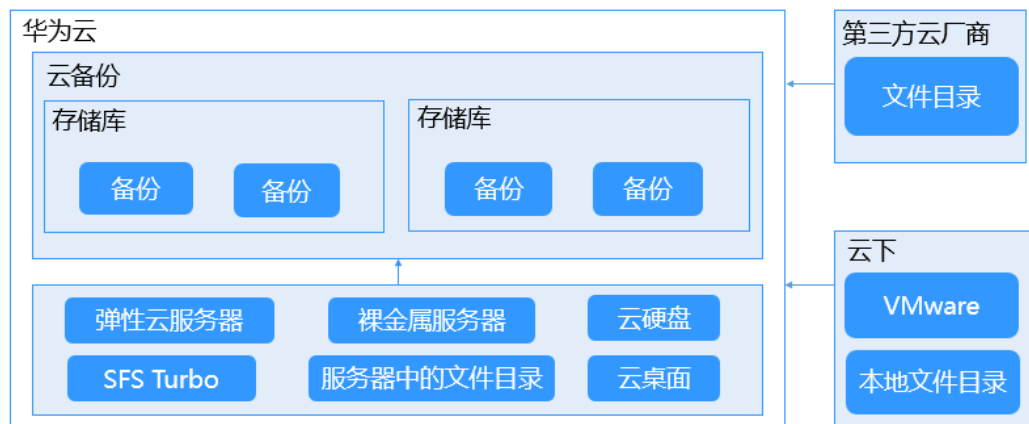 华为云
云备份
存储库
备份
备份
存储库
备份
备份
弹性云服务器
裸金属服务器
云硬盘
SFS Turbo
服务器中的文件目录
云桌面
第三方云厂商
文件目录
云下
VMware
本地文件目录